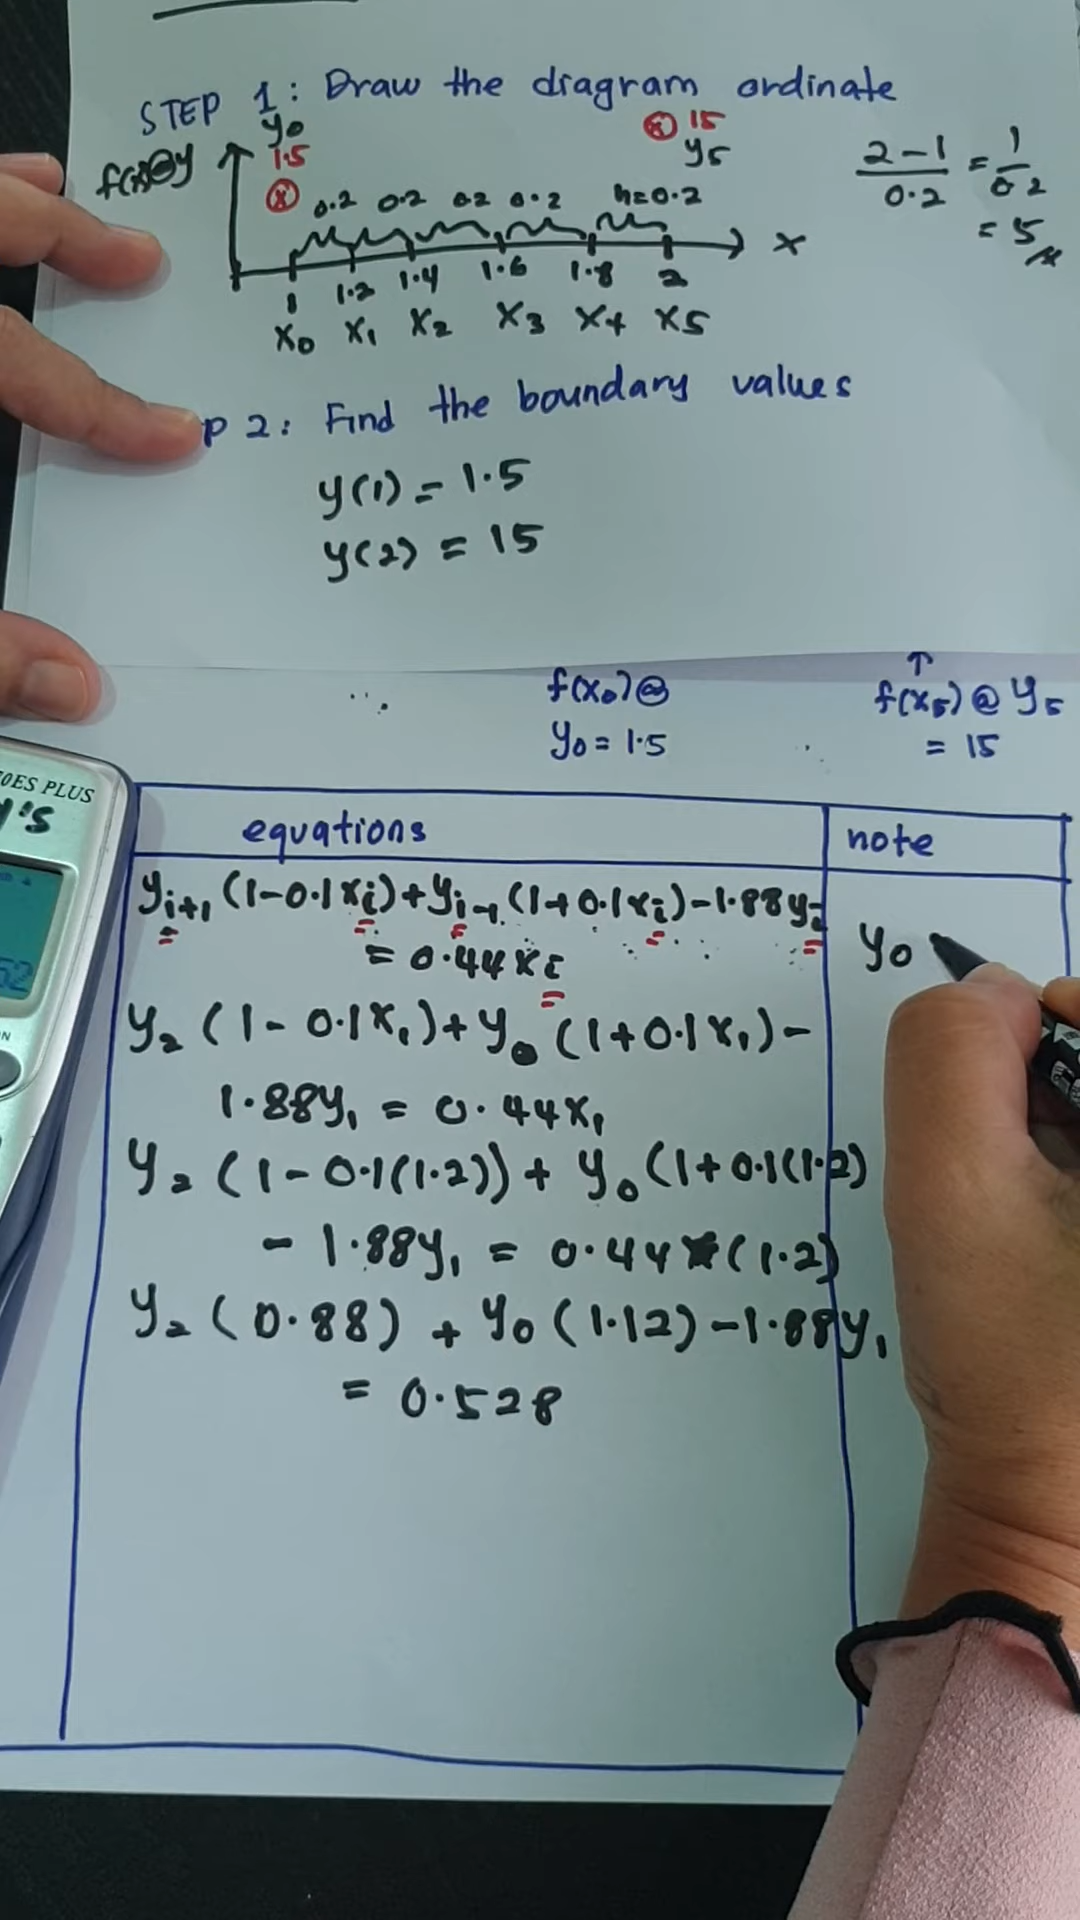 STEP 1: Draw the diagram ordinate
y0
1.5
ⓧ 15
y5
f(x)@y
ⓧ
0.2 0.2 0.2 0.2 h=0.2
x
1 1.2 1.4 1.6 1.8 2
x0 x1 x2 x3 x4 x5
2-1/0.2 = 1/0.2
= 5
P 2: Find the boundary values
y(1) = 1.5
y(2) = 15
f(x0)@
y0 = 1.5
↑
f(x5) @ y5
= 15
0ES PLUS
equations
note
yi+1 (1-0.1xi)+yi-1 (1+0.1xi)-1.88yi
= 0.44xi
y0
y2 (1-0.1x1)+y0 (1+0.1x1)-
1.88y1 = 0.44x1
y2 (1-0.1(1.2)) + y0 (1+0.1(1.2)
- 1.88y1 = 0.44 (1.2)
y2 (0.88) + y0 (1.12) -1.88y1
= 0.528